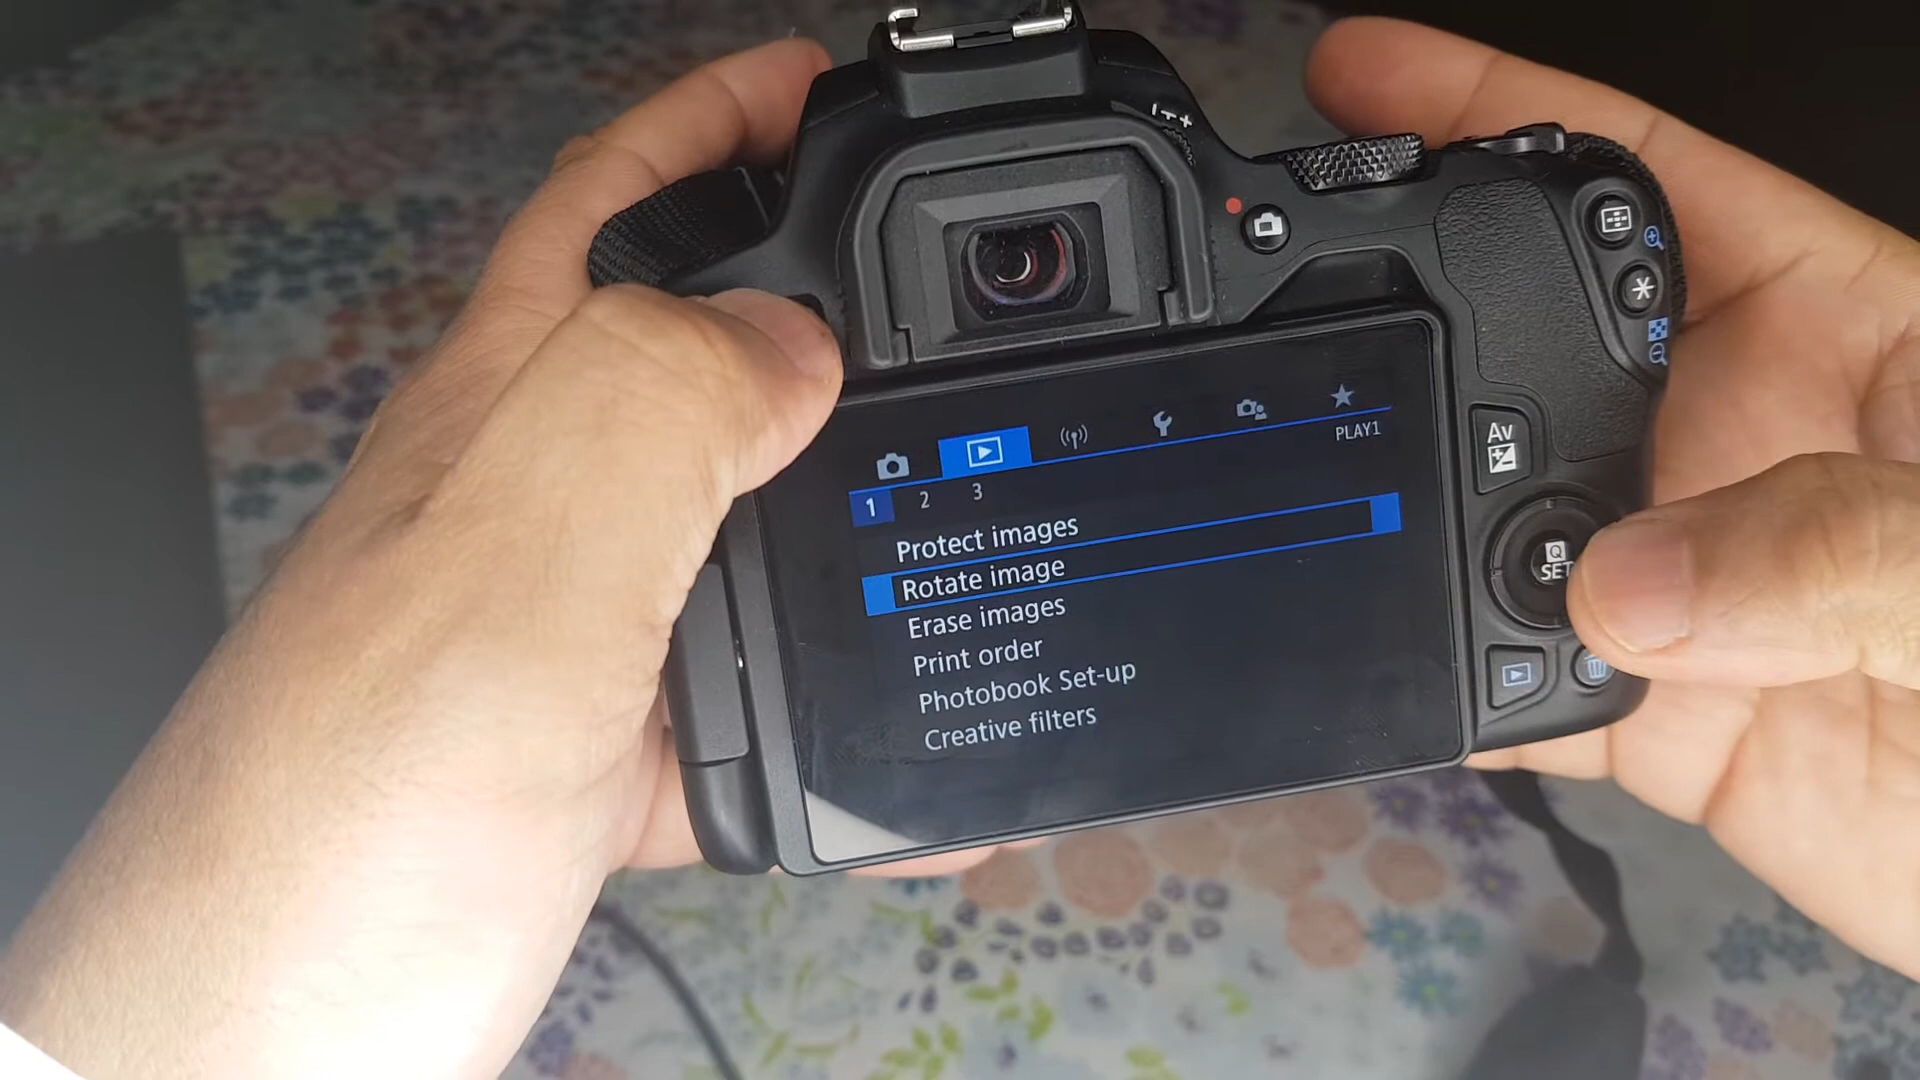 PLAY1
1 2 3
Protect images
Rotate image
Erase images
Print order
Photobook Set-up
Creative filters
Av
Q
SET